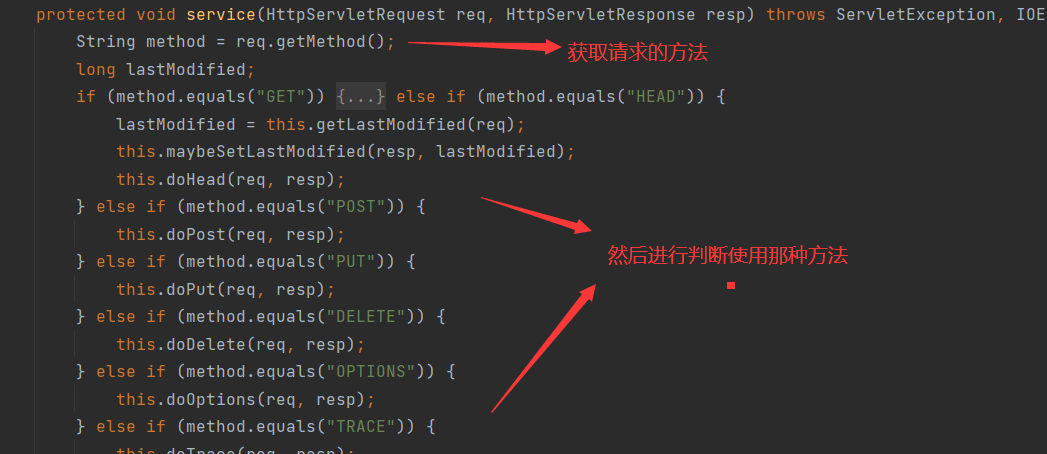 protected void service(HttpServletRequest req, HttpServletResponse resp) throws ServletException, IOE
String method = req.getMethod();
获取请求的方法
long lastModified;
if (method.equals("GET")) {...} else if (method.equals("HEAD")) {
lastModified = this.getLastModified(req);
this.maybeSetLastModified(resp, lastModified);
this.doHead(req, resp);
} else if (method.equals("POST")) {
this.doPost(req, resp);
然后进行判断使用那种方法
} else if (method.equals("PUT")) {
this.doPut(req, resp);
} else if (method.equals("DELETE")) {
this.doDelete(req, resp);
} else if (method.equals("OPTIONS")) {
this.doOptions(req, resp);
} else if (method.equals("TRACE")) {
this.doTrace(req, resp);